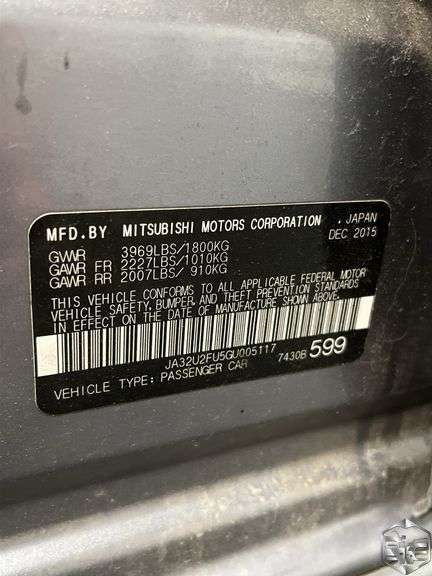 MFD.BY MITSUBISHI MOTORS CORPORATION , JAPAN
GVWR 3969LBS/1800KG DEC 2015
GAWR FR 2227LBS/1010KG
GAWR RR 2007LBS/ 910KG
THIS VEHICLE CONFORMS TO ALL APPLICABLE FEDERAL MOTOR
VEHICLE SAFETY, BUMPER, AND THEFT PREVENTION STANDARDS
IN EFFECT ON THE DATE OF MANUFACTURE SHOWN ABOVE.
JA32U2FU5GU005117
7430B 599
VEHICLE TYPE: PASSENGER CAR